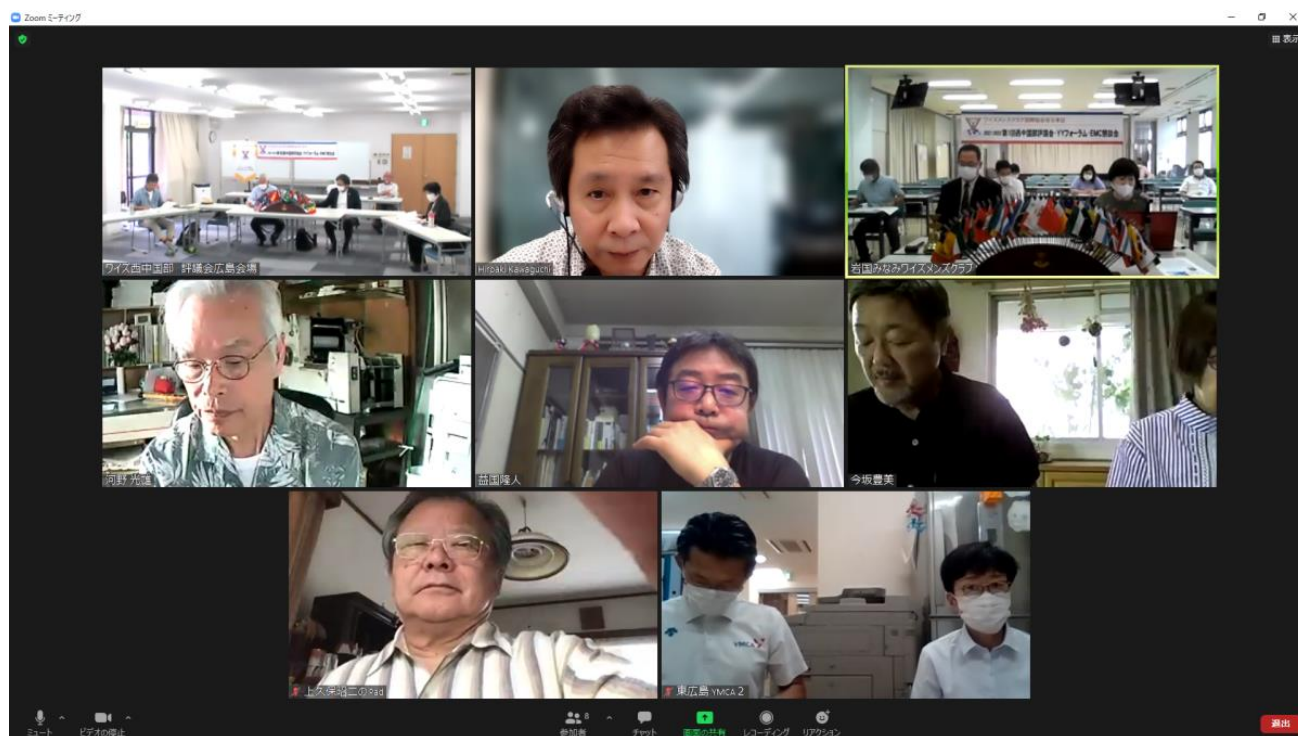 Zoom ミーティング
表示
ワイズ西中国部 評議会広島会場
Hiroaki Kawaguchi
岩国みなみワイズメンズクラブ
河野 光雄
益国隆人
今坂豊美
上久保昭二のiPad
東広島 YMCA 2
YMCA
ミュート
ビデオの停止
参加者
8
チャット
画面の共有
レコーディング
リアクション
退出